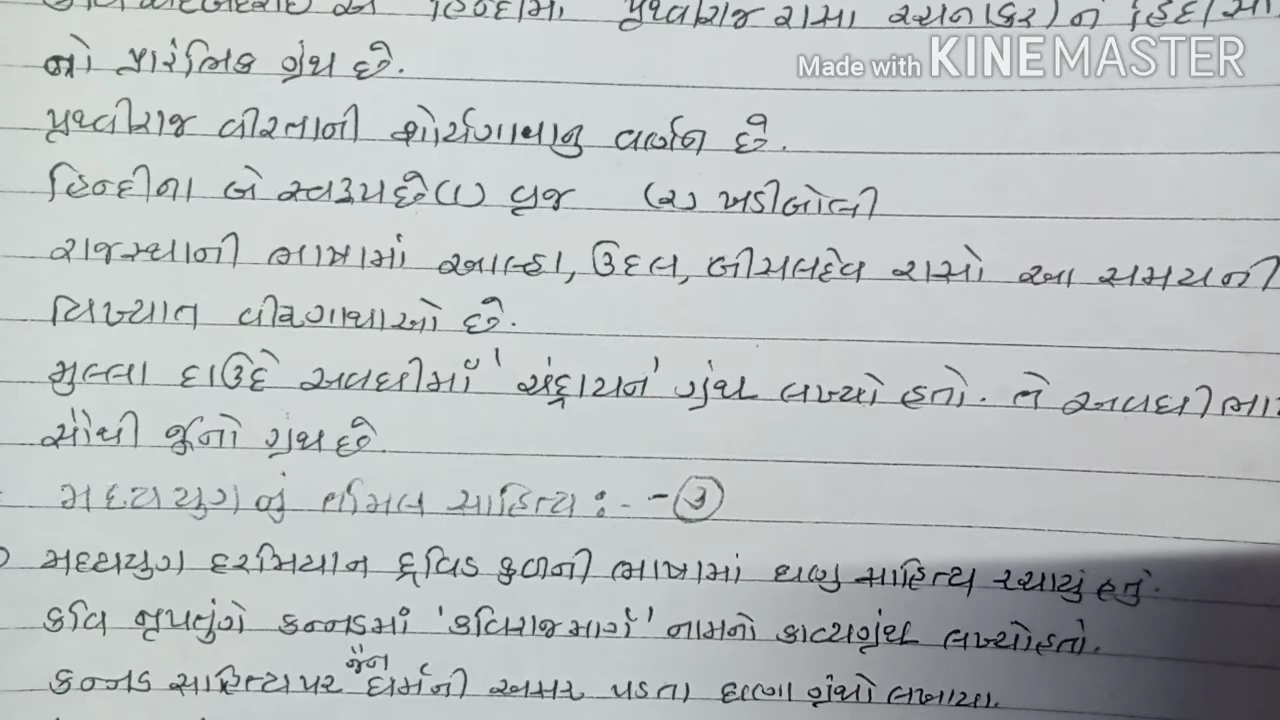 હિન્દીમાં પૃથ્વીરાજ રાસો
Made with KINEMASTER
નો પ્રારંભિક ગ્રંથ છે.
પૃથ્વીરાજ વીરતાની શોર્યગાથાનુ વર્ણન છે.
હિન્દીના બે સ્વરૂપ છે (1) વ્રજ (૨) ખડીબોલી
રાજસ્થાની ભાષામાં આલ્હા, ઉદલ, બીસલદેવ રાસો આ સમયની
વિખ્યાત વીરગાથાઓ છે.
મુલ્લા દાઉદે અવધીમાં 'ચંદ્રાયન' ગ્રંથ લખ્યો હતો. તે અવધી
સૌથી જુનો ગ્રંથ છે.
મધ્યયુગનું તમિલ સાહિત્ય :- - ૩
મધ્યયુગ દરમિયાન દ્રવિડ કુળની ભાષામાં ઘણુ સાહિત્ય રચાયું હતું.
કવિ નૃપતુંગે કન્નડમાં 'કવિરાજમાર્ગ' નામનો કાવ્યગ્રંથ લખ્યો હતો.
કન્નડ સાહિત્ય પર જૈન ધર્મની અસર પડતા ઘણા ગ્રંથો લખાયા.